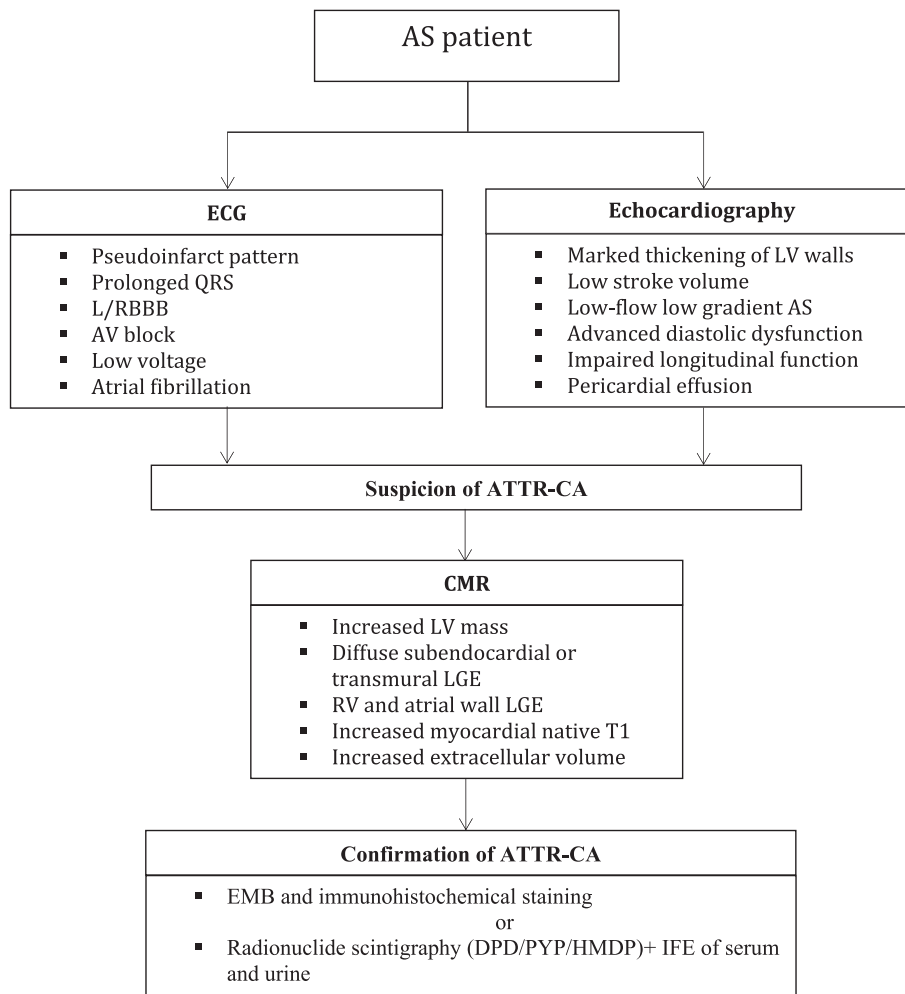 AS patient
ECG
▪ Pseudoinfarct pattern
▪ Prolonged QRS
▪ L/RBBB
▪ AV block
▪ Low voltage
▪ Atrial fibrillation
Echocardiography
▪ Marked thickening of LV walls
▪ Low stroke volume
▪ Low-flow low gradient AS
▪ Advanced diastolic dysfunction
▪ Impaired longitudinal function
▪ Pericardial effusion
Suspicion of ATTR-CA
CMR
▪ Increased LV mass
▪ Diffuse subendocardial or
transmural LGE
▪ RV and atrial wall LGE
▪ Increased myocardial native T1
▪ Increased extracellular volume
Confirmation of ATTR-CA
▪ EMB and immunohistochemical staining
or
▪ Radionuclide scintigraphy (DPD/PYP/HMDP)+ IFE of serum
and urine